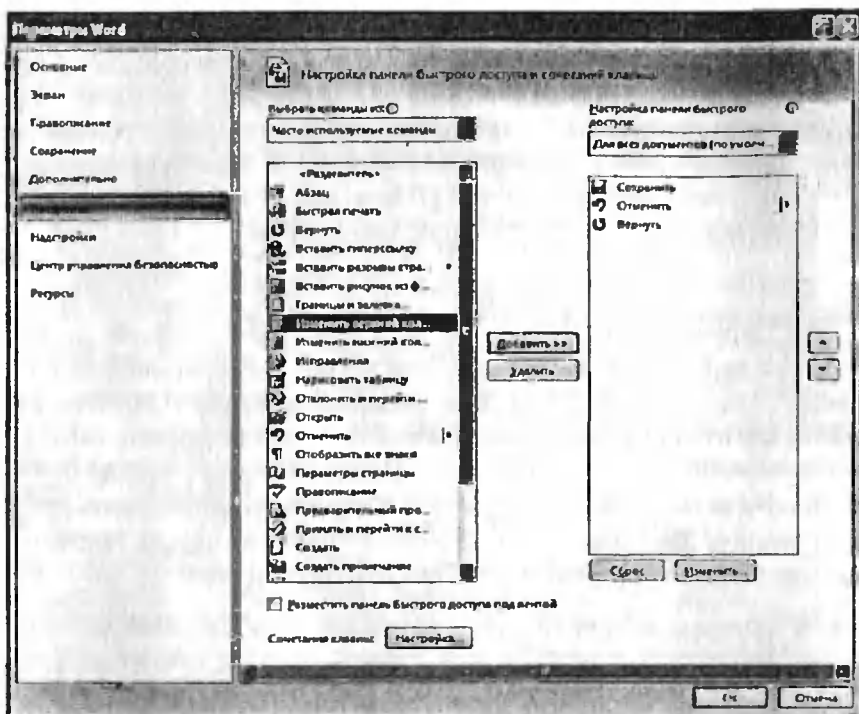 Параметры Word
Основные
Экран
Правописание
Сохранение
Дополнительно
Надстройки
Центр управления безопасностью
Ресурсы
Настройка панели быстрого доступа и сочетаний клавиш
Выбрать команды из:
Часто используемые команды
<Разделитель>
Абзац
Быстрая печать
Вернуть
Вставить гиперссылку
Вставить разрывы стра...
Вставить рисунок из ф...
Границы и заливка...
Изменить верхний кол...
Изменить нижний кол...
Исправления
Нарисовать таблицу
Отклонить и перейти ...
Открыть
Отменить
Отобразить все знаки
Параметры страницы
Правописание
Предварительный про...
Принять и перейти к с...
Создать
Создать примечание
Разместить панель быстрого доступа под лентой
Сочетания клавиш: Настройка...
Добавить >>
Удалить
Настройка панели быстрого
доступа:
Для всех документов (по умолч...
Сохранить
Отменить
Вернуть
Сброс Изменить...
ОК Отмена